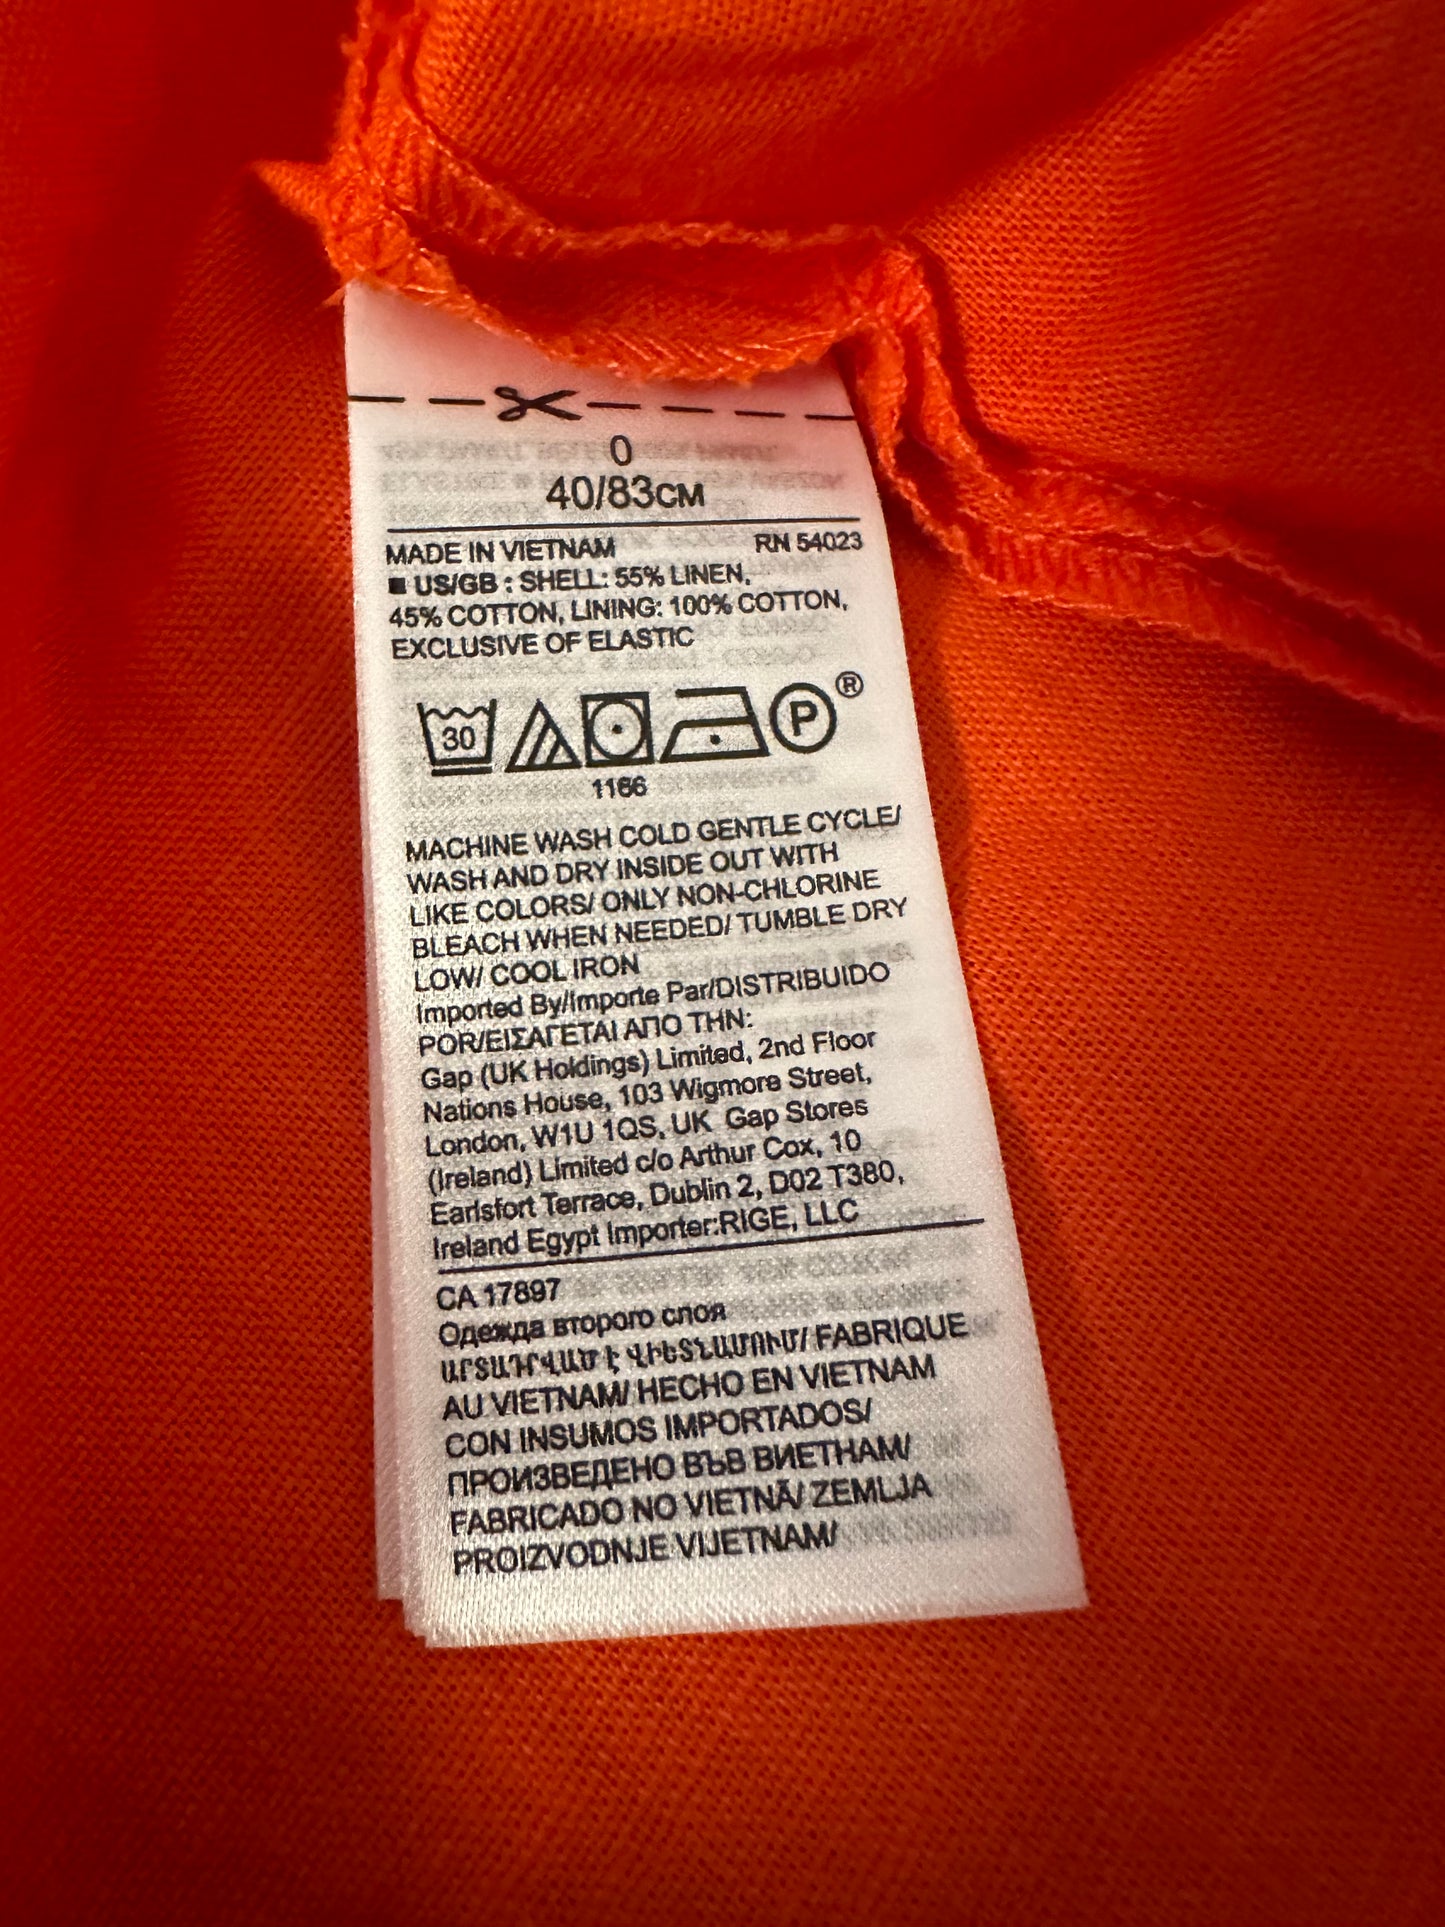 0
40/83CM
MADE IN VIETNAM RN 54023
■ US/GB : SHELL: 55% LINEN,
45% COTTON, LINING: 100% COTTON,
EXCLUSIVE OF ELASTIC
30 P ®
1166
MACHINE WASH COLD GENTLE CYCLE/
WASH AND DRY INSIDE OUT WITH
LIKE COLORS/ ONLY NON-CHLORINE
BLEACH WHEN NEEDED/ TUMBLE DRY
LOW/ COOL IRON
Imported By/Importe Par/DISTRIBUIDO
POR/ΕΙΣΑΓΕΤΑΙ ΑΠΟ ΤΗΝ:
Gap (UK Holdings) Limited, 2nd Floor
Nations House, 103 Wigmore Street,
London, W1U 1QS, UK Gap Stores
(Ireland) Limited c/o Arthur Cox, 10
Earlsfort Terrace, Dublin 2, D02 T380,
Ireland Egypt Importer:RIGE, LLC
CA 17897
Одежда второго слоя
ԱՐՏԱԴՐՎԱԾ Է ՎԻԵՏՆԱՄՈՒՄ/ FABRIQUE
AU VIETNAM/ HECHO EN VIETNAM
CON INSUMOS IMPORTADOS/
ПРОИЗВЕДЕНО ВЪВ ВИЕТНАМ/
FABRICADO NO VIETNÃ/ ZEMLJA
PROIZVODNJE VIJETNAM/